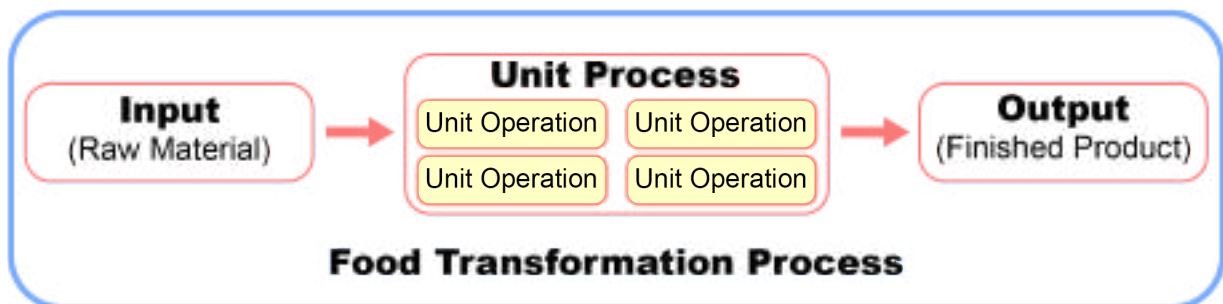 Input
(Raw Material)
Unit Process
Unit Operation
Unit Operation
Unit Operation
Unit Operation
Output
(Finished Product)
Food Transformation Process